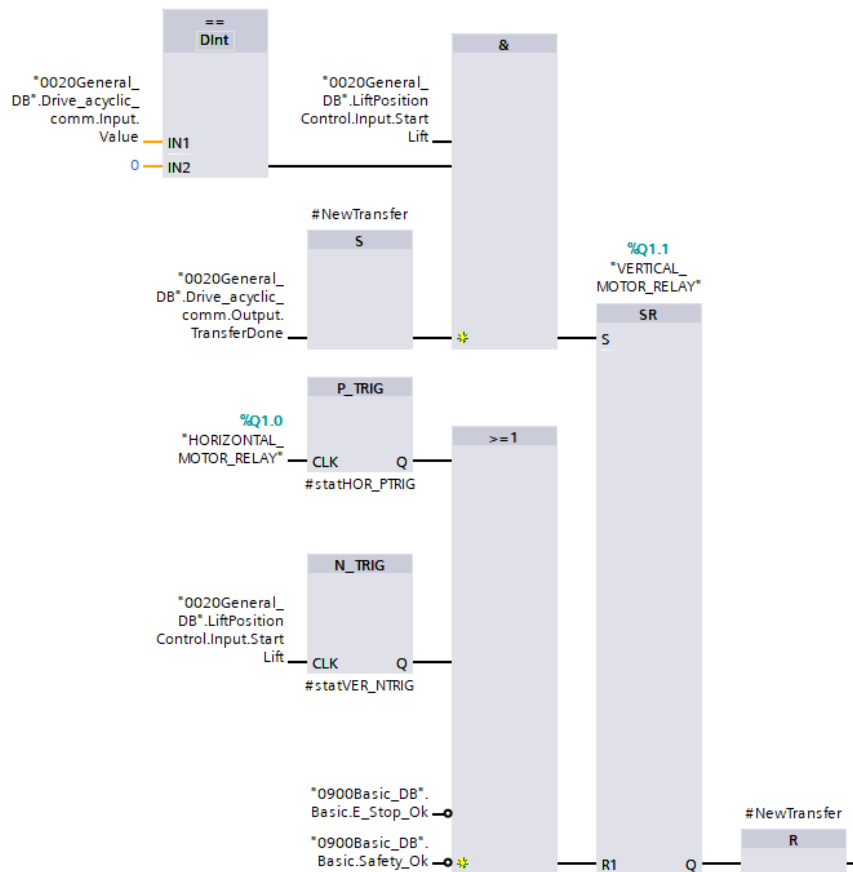 ==
DInt
"0020General_
DB".Drive_acyclic_
comm.Input.
Value
IN1
0
IN2
&
"0020General_
DB".LiftPosition
Control.Input.Start
Lift
#NewTransfer
S
"0020General_
DB".Drive_acyclic_
comm.Output.
TransferDone
%Q1.1
"VERTICAL_
MOTOR_RELAY"
SR
S
P_TRIG
%Q1.0
"HORIZONTAL_
MOTOR_RELAY"
CLK Q
#statHOR_PTRIG
>=1
N_TRIG
"0020General_
DB".LiftPosition
Control.Input.Start
Lift
CLK Q
#statVER_NTRIG
"0900Basic_DB".
Basic.E_Stop_Ok
"0900Basic_DB".
Basic.Safety_Ok
R1 Q
#NewTransfer
R